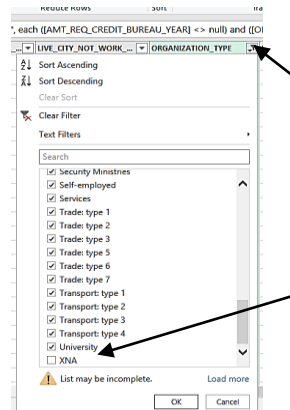 Reduce Rows Sort
", each ([AMT_REQ_CREDIT_BUREAU_YEAR] <> null) and ([O
... LIVE_CITY_NOT_WORK_... ORGANIZATION_TYPE
Sort Ascending
Sort Descending
Clear Sort
Clear Filter
Text Filters
Search
Security Ministries
Self-employed
Services
Trade: type 1
Trade: type 2
Trade: type 3
Trade: type 5
Trade: type 6
Trade: type 7
Transport: type 1
Transport: type 2
Transport: type 3
Transport: type 4
University
XNA
List may be incomplete. Load more
OK Cancel